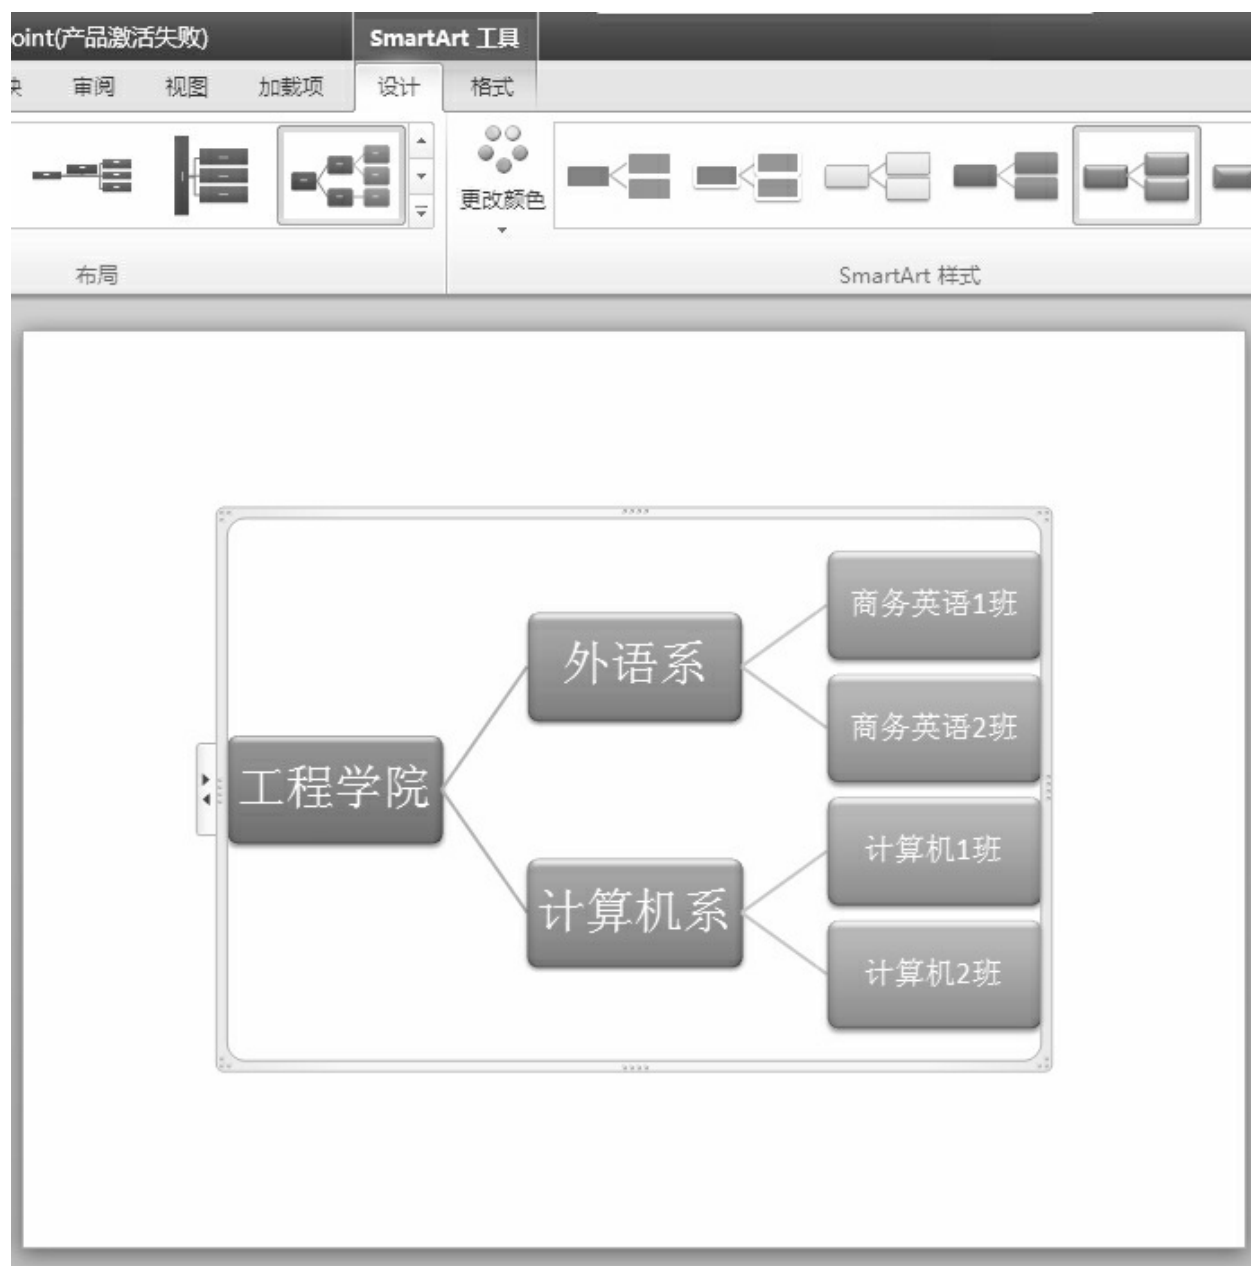 oint(产品激活失败)
SmartArt 工具
审阅
视图
加载项
设计
格式
更改颜色
布局
SmartArt 样式
商务英语1班
外语系
商务英语2班
工程学院
计算机1班
计算机系
计算机2班